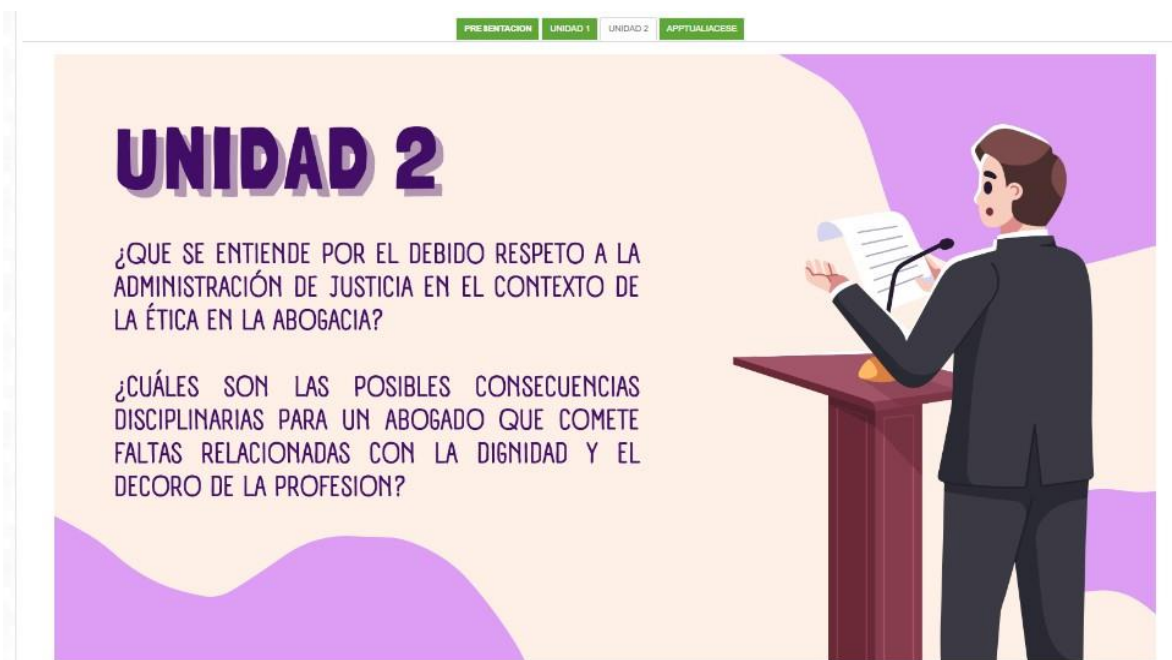 PRESENTACION UNIDAD 1 UNIDAD 2 APPTUALIACESE
UNIDAD 2
¿QUE SE ENTIENDE POR EL DEBIDO RESPETO A LA
ADMINISTRACIÓN DE JUSTICIA EN EL CONTEXTO DE
LA ÉTICA EN LA ABOGACIA?
¿CUÁLES SON LAS POSIBLES CONSECUENCIAS
DISCIPLINARIAS PARA UN ABOGADO QUE COMETE
FALTAS RELACIONADAS CON LA DIGNIDAD Y EL
DECORO DE LA PROFESION?